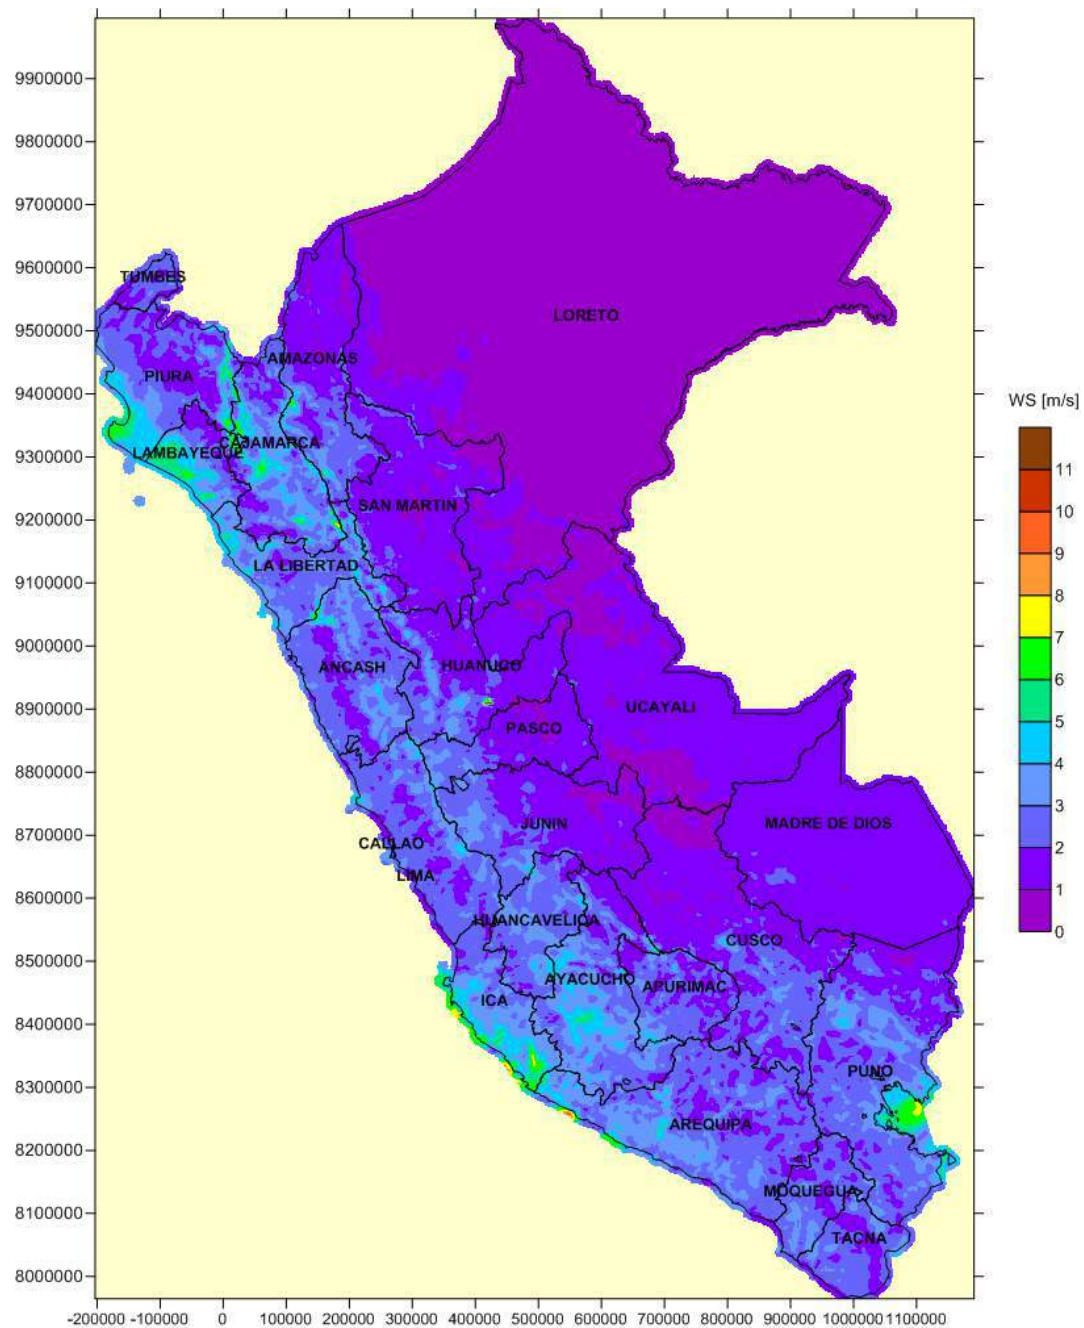 9900000
9800000
9700000
9600000
9500000
9400000
9300000
9200000
9100000
9000000
8900000
8800000
8700000
8600000
8500000
8400000
8300000
8200000
8100000
8000000
TUMBES
LORETO
AMAZONAS
PIURA
CAJAMARCA
LAMBAYEQUE
SAN MARTIN
LA LIBERTAD
ANCASH
HUANUCO
UCAYALI
PASCO
JUNIN
MADRE DE DIOS
CALLAO
LIMA
HUANCAVELICA
CUSCO
AYACUCHO
APURIMAC
ICA
PUNO
AREQUIPA
MOQUEGUA
TACNA
WS [m/s]
11
10
9
8
7
6
5
4
3
2
1
0
-200000 -100000 0 100000 200000 300000 400000 500000 600000 700000 800000 900000 1000000 1100000